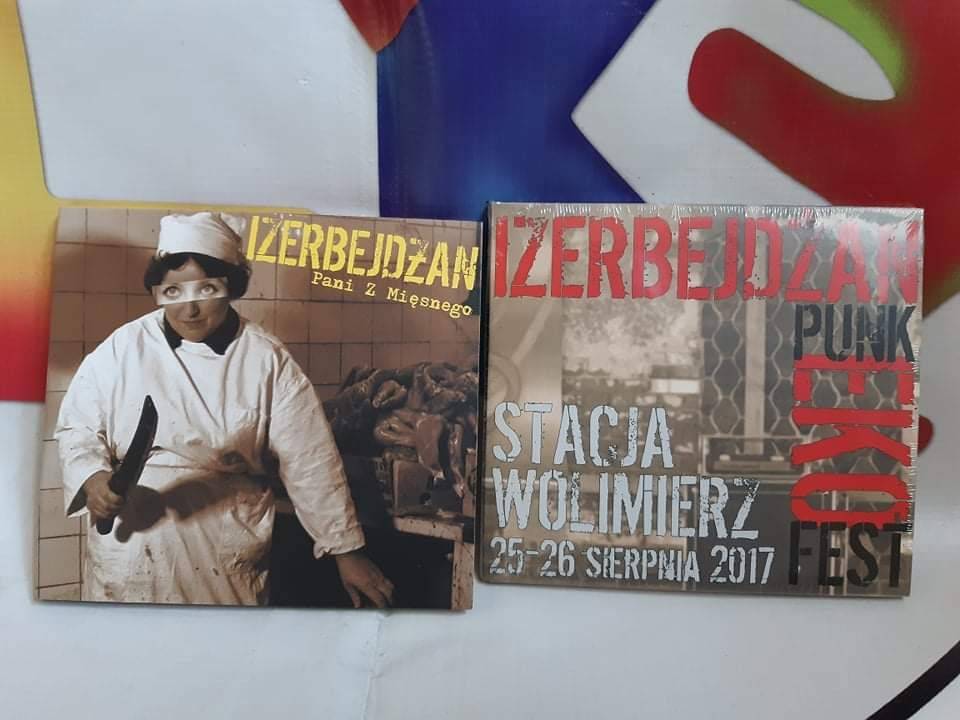 IZERBEJDŻAN
Pani Z Mięsnego
IZERBEJDŻAN
PUNK
EKO
FEST
STACJA
WOLIMIERZ
25-26 SIERPNIA 2017